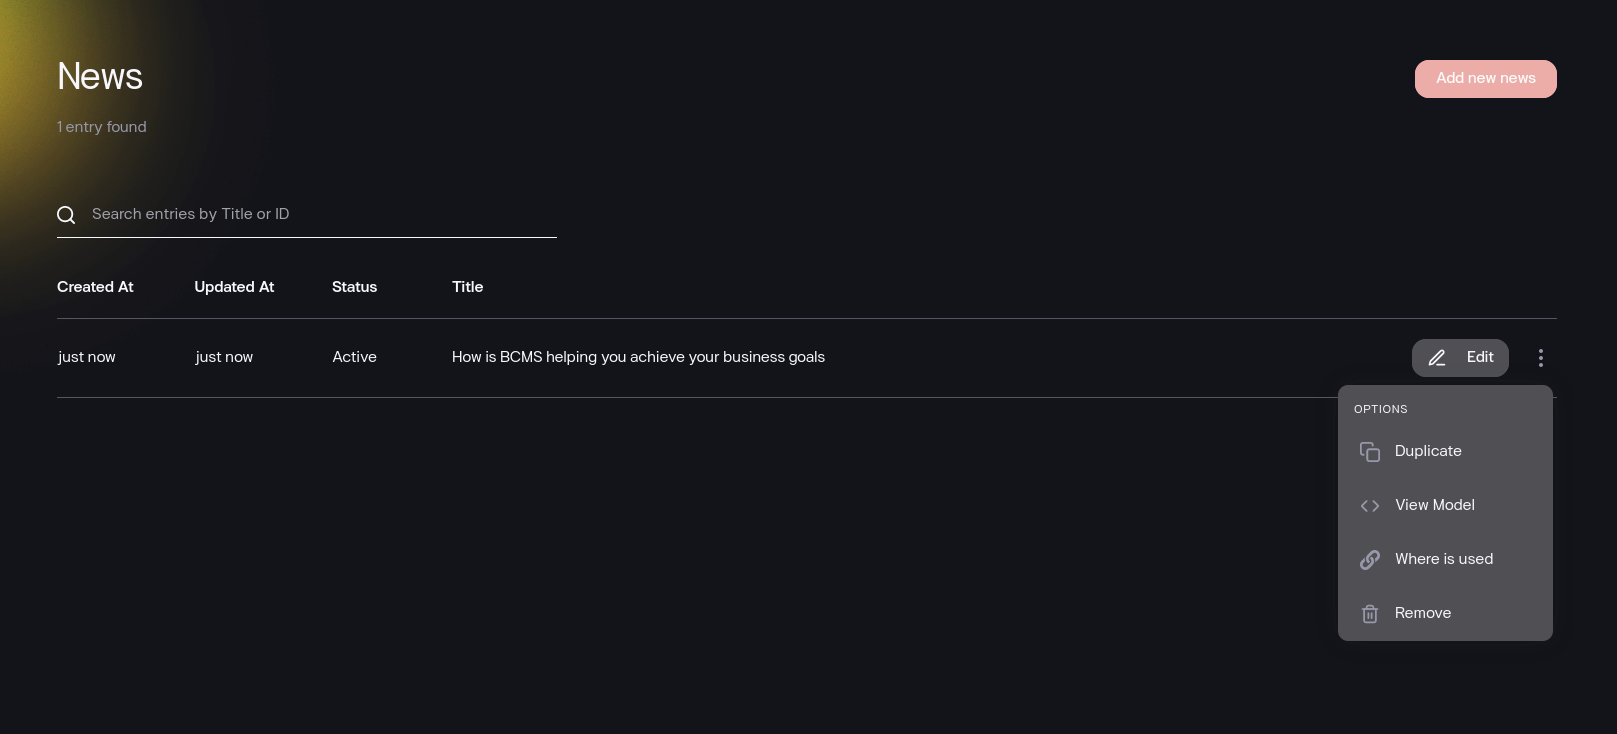 News
Add new news
1 entry found
Search entries by Title or ID
Created At Updated At Status Title
just now just now Active How is BCMS helping you achieve your business goals Edit
OPTIONS
Duplicate
View Model
Where is used
Remove